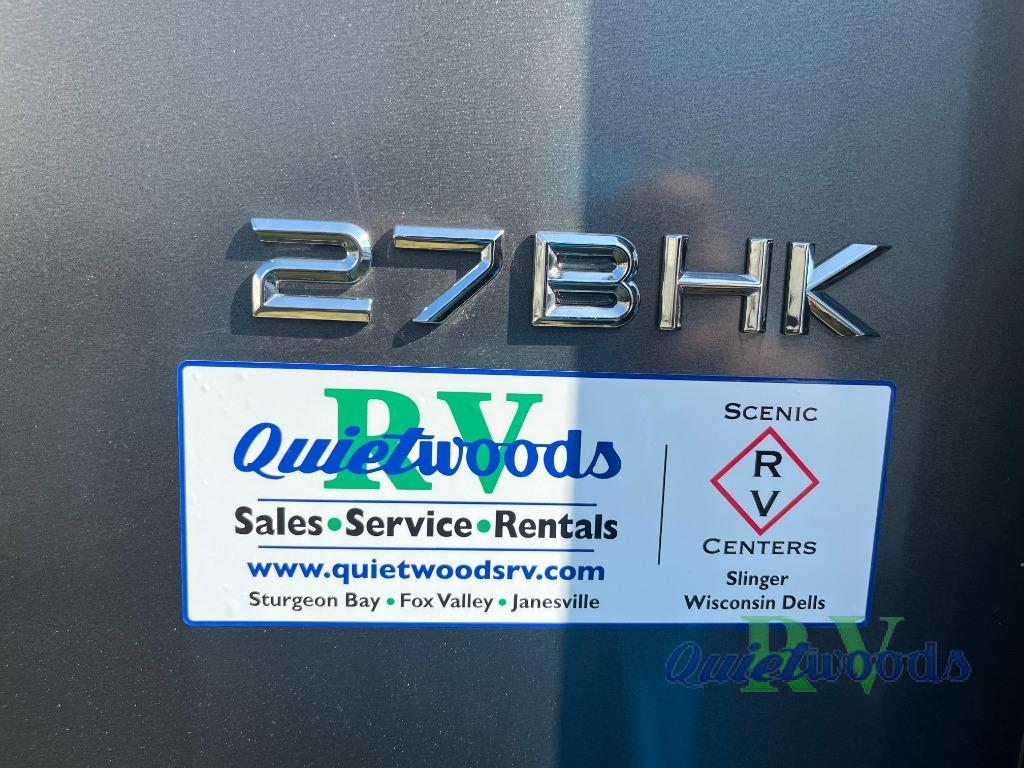 27BHK
RV
Quietwoods
Sales•Service•Rentals
www.quietwoodsrv.com
Sturgeon Bay • Fox Valley • Janesville
SCENIC
R
V
CENTERS
Slinger
Wisconsin Dells
RV
Quietwoods